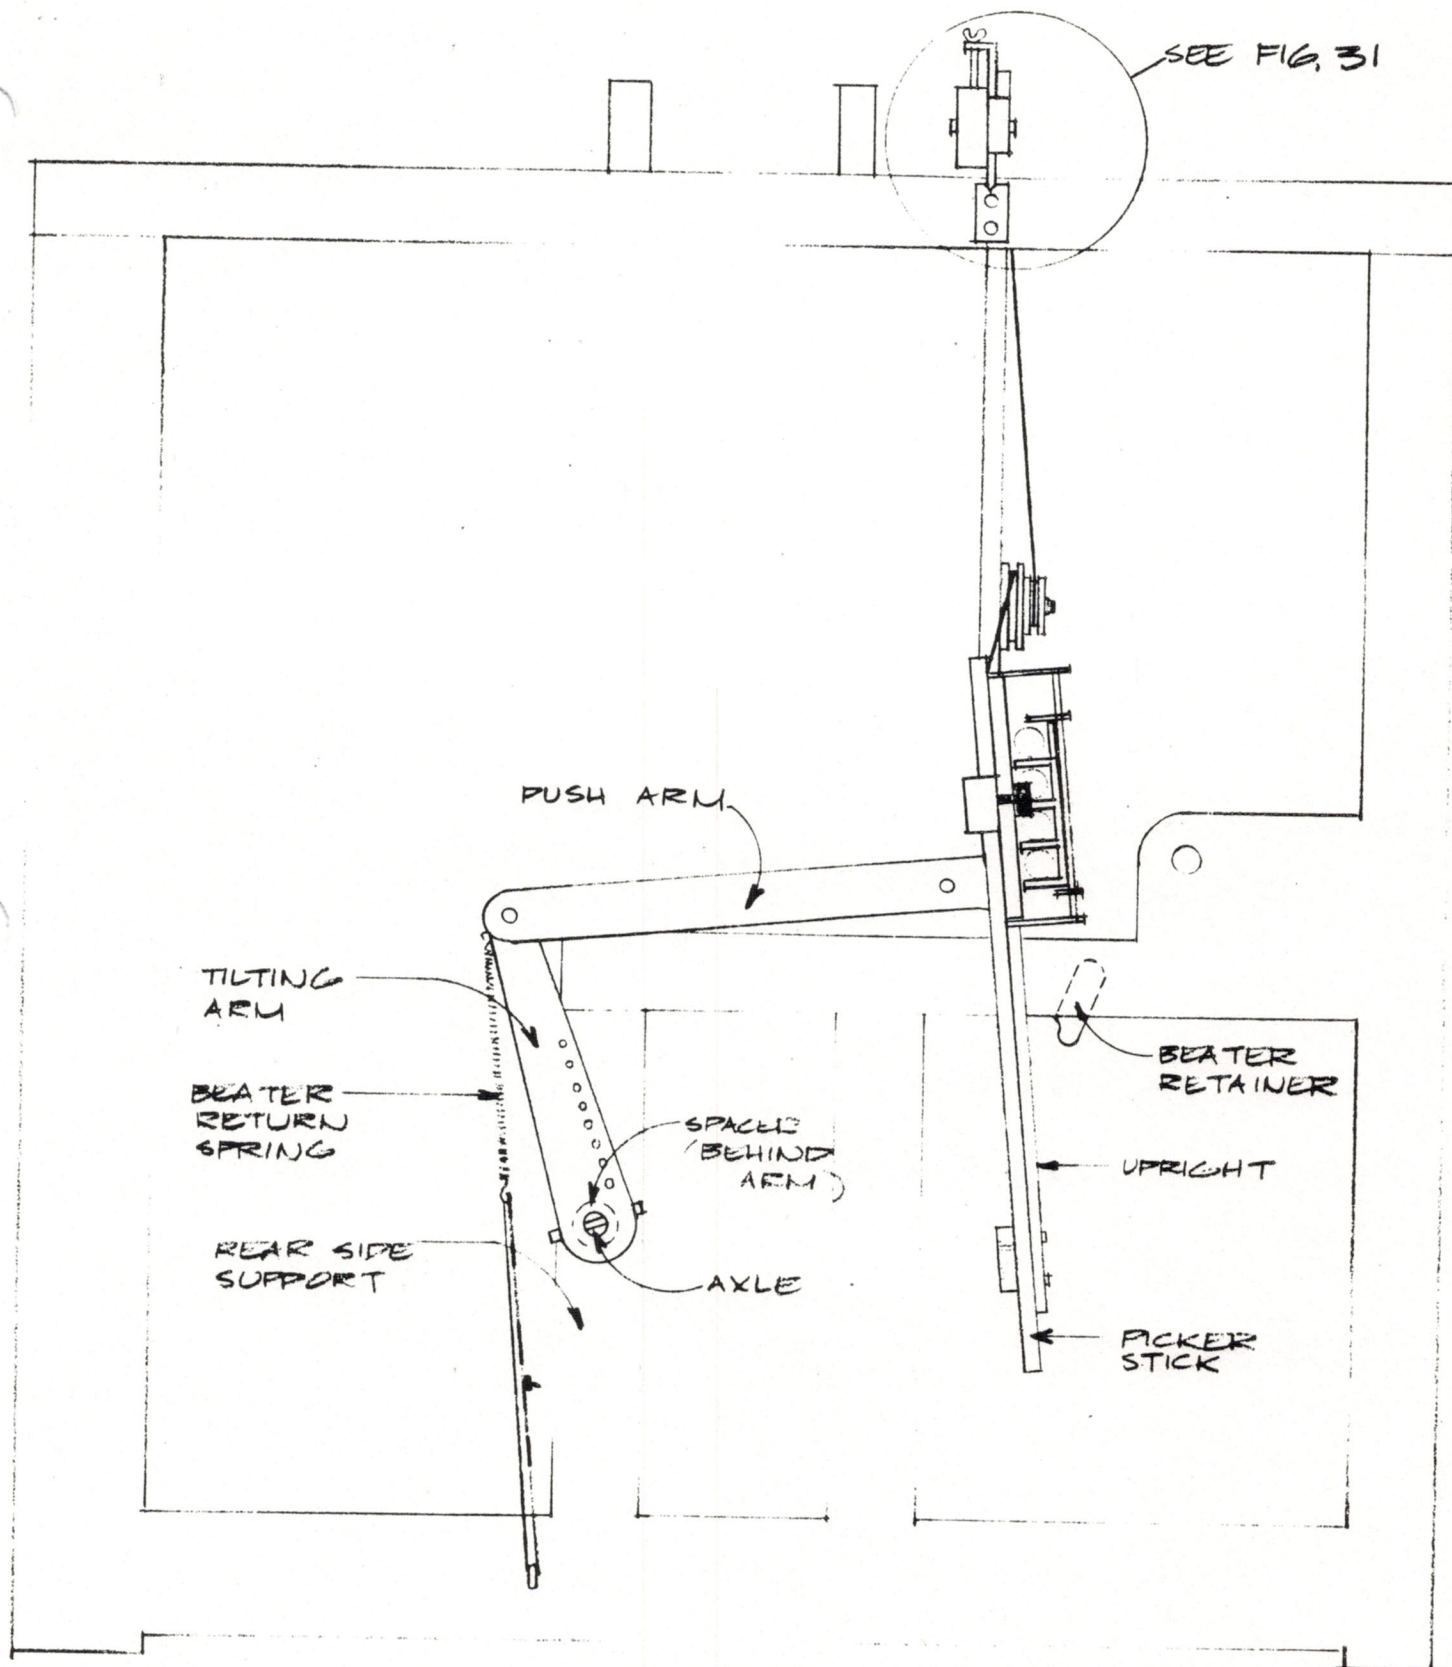 SEE FIG. 31
PUSH ARM
TILTING
ARM
BEATER
RETURN
SPRING
SPACER
(BEHIND
ARM)
BEATER
RETAINER
UPRIGHT
REAR SIDE
SUPPORT
AXLE
PICKER
STICK